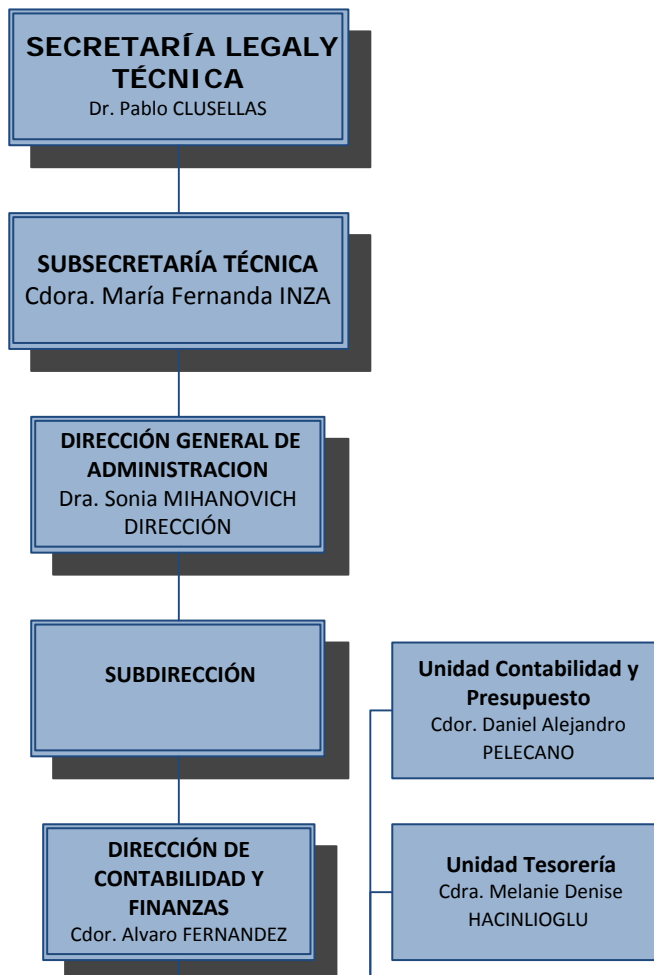 SECRETARÍA LEGALY
TÉCNICA
Dr. Pablo CLUSELLAS
SUBSECRETARÍA TÉCNICA
Cdora. María Fernanda INZA
DIRECCIÓN GENERAL DE
ADMINISTRACION
Dra. Sonia MIHANOVICH
DIRECCIÓN
SUBDIRECCIÓN
Unidad Contabilidad y
Presupuesto
Cdor. Daniel Alejandro
PELECANO
DIRECCIÓN DE
CONTABILIDAD Y
FINANZAS
Cdor. Alvaro FERNANDEZ
Unidad Tesorería
Cdra. Melanie Denise
HACINLIOGLU